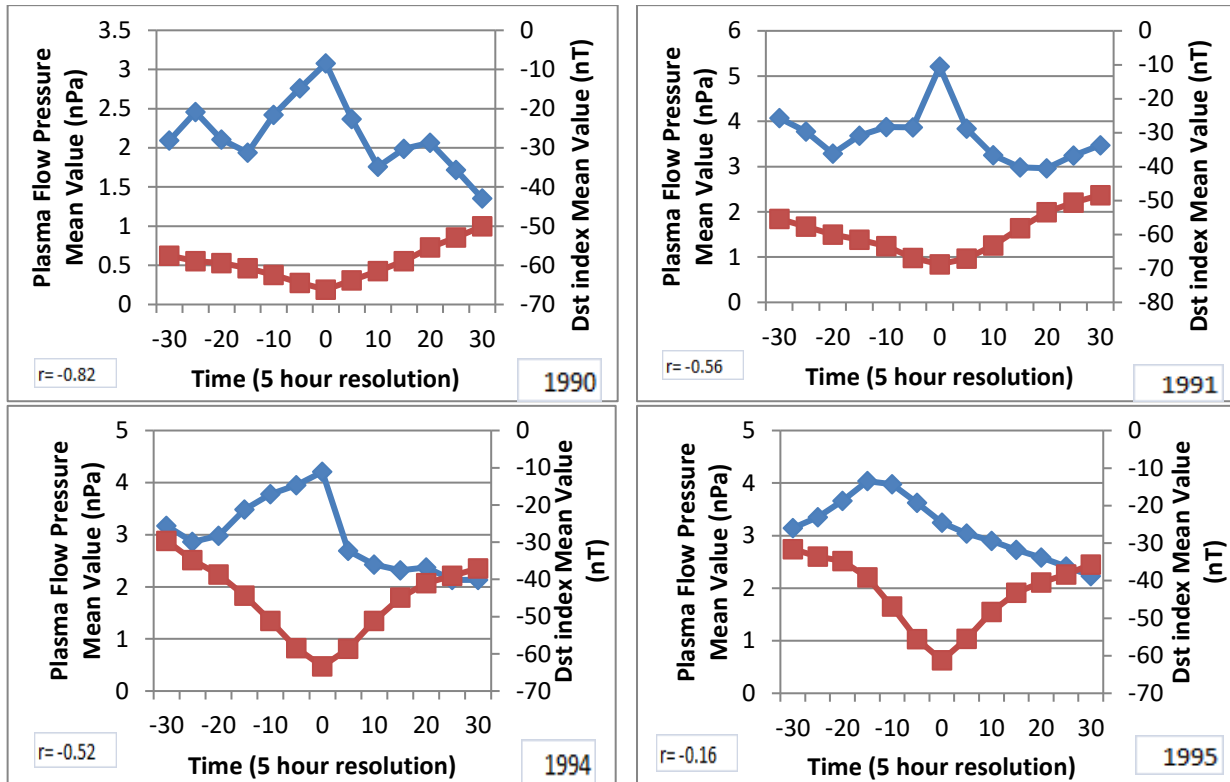 Plasma Flow Pressure
Mean Value (nPa)
3.5
3
2.5
2
1.5
1
0.5
0
0
-10
-20
-30
-40
-50
-60
-70
Dst index Mean Value (nT)
-30 -20 -10 0 10 20 30
Time (5 hour resolution)
r= -0.82
1990
Plasma Flow Pressure
Mean Value (nPa)
6
5
4
3
2
1
0
0
-10
-20
-30
-40
-50
-60
-70
-80
Dst index Mean Value (nT)
-30 -20 -10 0 10 20 30
Time (5 hour resolution)
r= -0.56
1991
Plasma Flow Pressure
Mean Value (nPa)
5
4
3
2
1
0
0
-10
-20
-30
-40
-50
-60
-70
Dst index Mean Value
(nT)
-30 -20 -10 0 10 20 30
Time (5 hour resolution)
r= -0.52
1994
Plasma Flow Pressure
Mean Value (nPa)
5
4
3
2
1
0
0
-10
-20
-30
-40
-50
-60
-70
Dst index Mean Value
(nT)
-30 -20 -10 0 10 20 30
Time (5 hour resolution)
r= -0.16
1995